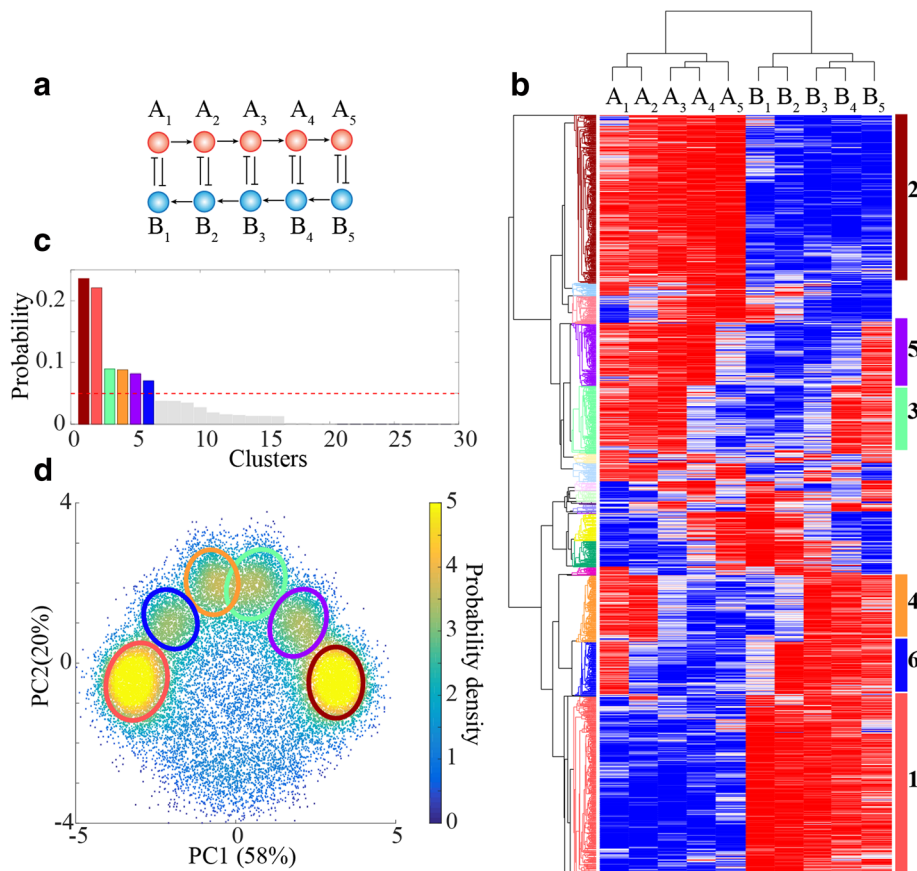 a
A1 A2 A3 A4 A5
B1 B2 B3 B4 B5
b
A1 A2 A3 A4 A5 B1 B2 B3 B4 B5
2
5
3
4
6
1
c
Probability
0.2
0.1
0
0 5 10 15 20 25 30
Clusters
d
PC2(20%)
4
0
-4
-5 0 5
PC1 (58%)
5
4
3
2
1
0
Probability density